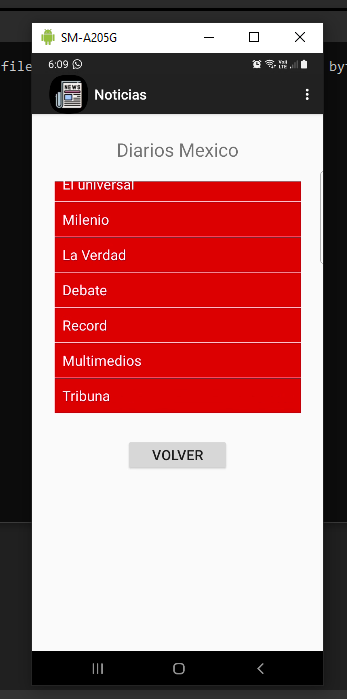 SM-A205G
file
by
6:09
NEWS
Noticias
Diarios Mexico
El universal
Milenio
La Verdad
Debate
Record
Multimedios
Tribuna
VOLVER